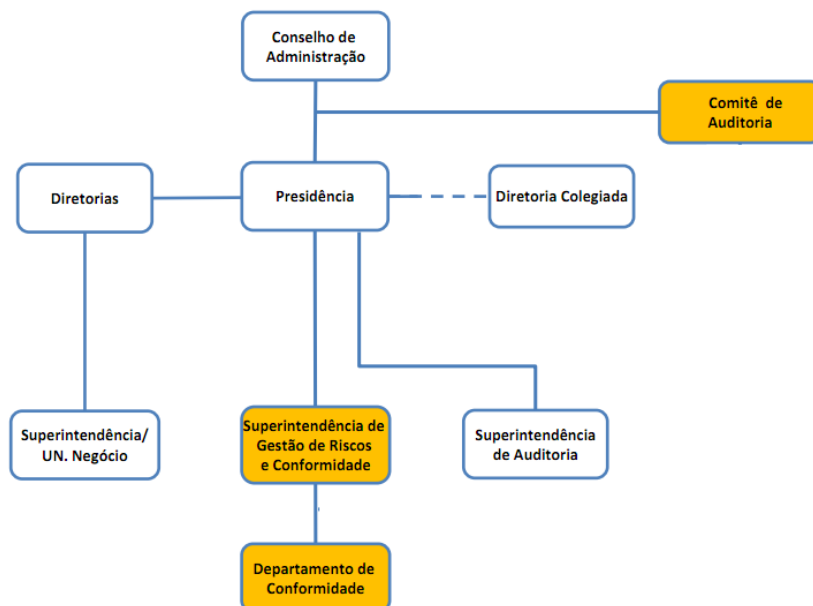 Conselho de
Administração
Comitê de
Auditoria
Diretorias
Presidência
Diretoria Colegiada
Superintendência/
UN. Negócio
Superintendência de
Gestão de Riscos
e Conformidade
Superintendência
de Auditoria
Departamento de
Conformidade